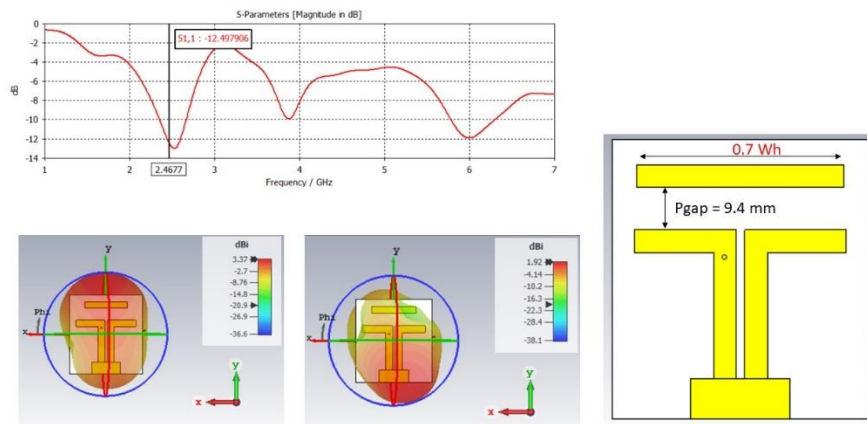 S-Parameters [Magnitude in dB]
0
-2
-4
-6
-8
-10
-12
-14
dB
S1,1 : -12.497906
1
2
2.4677
3
4
5
6
7
Frequency / GHz
0.7 Wh
Pgap = 9.4 mm
y
Phi
x
dBi
3.37
-2.7
-8.76
-14.8
-20.9
-30.5
-36.6
y
x
y
Phi
x
dBi
1.92
-4.14
-10.2
-16.3
-22.3
-28.4
-38.1
y
x